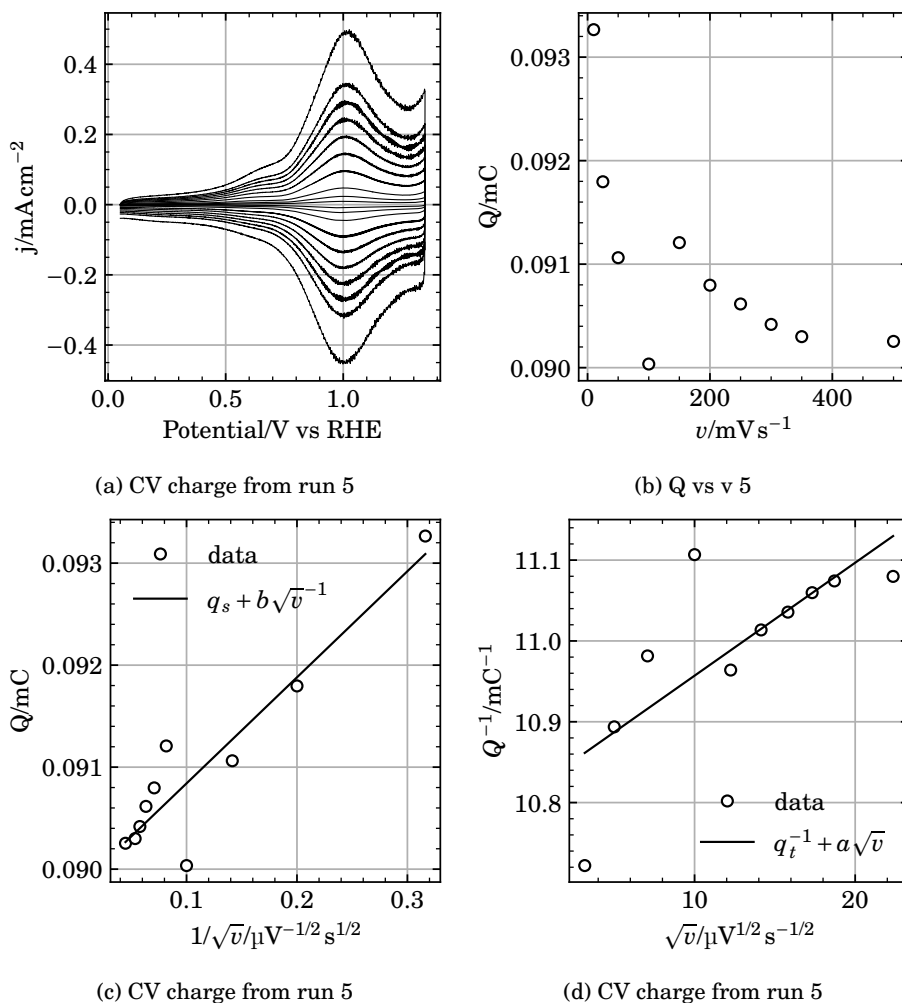 0.4
0.2
0.0
−0.2
−0.4
j/mAcm−2
0.0 0.5 1.0
Potential/V vs RHE
(a) CV charge from run 5
0.093
0.092
0.091
0.090
Q/mC
0 200 400
v/mVs−1
(b) Q vs v 5
0.093
0.092
0.091
0.090
Q/mC
data
q_s + b√v−1
0.1 0.2 0.3
1/√v/µV−1/2 s1/2
(c) CV charge from run 5
11.1
11.0
10.9
10.8
Q−1/mC−1
data
q_t−1 + a√v
10 20
√v/µV1/2 s−1/2
(d) CV charge from run 5